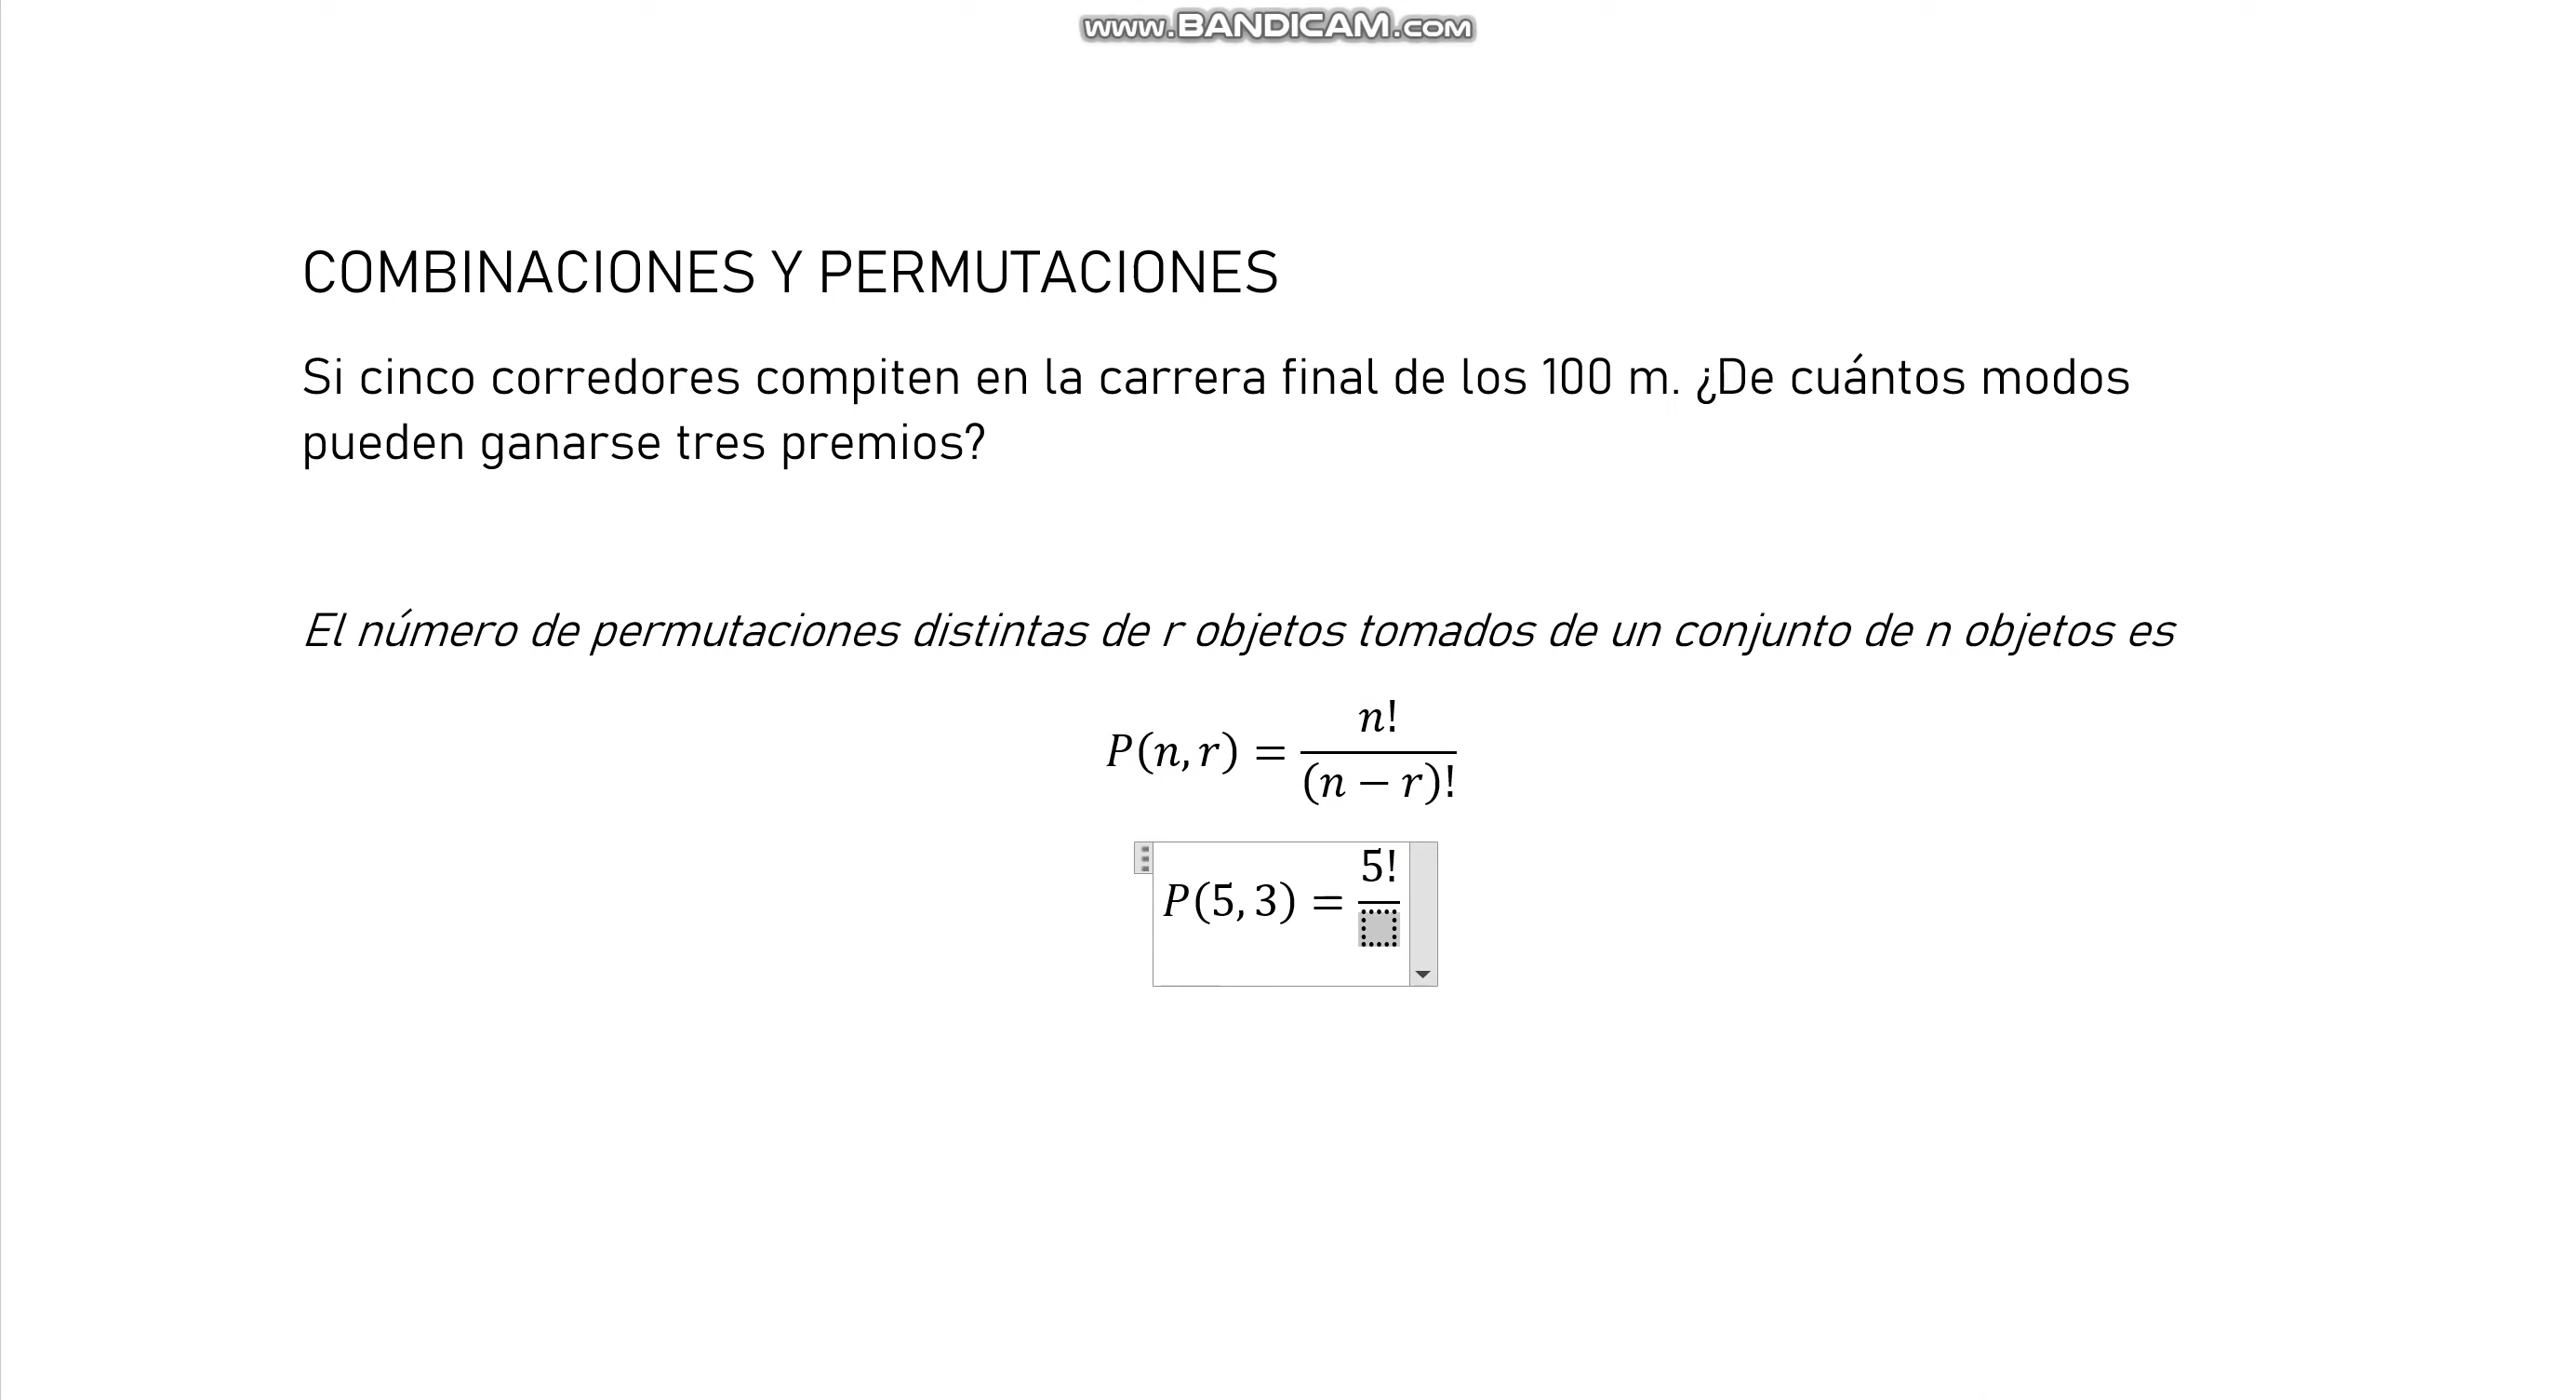 www.BANDICAM.com
COMBINACIONES Y PERMUTACIONES
Si cinco corredores compiten en la carrera final de los 100 m. ¿De cuántos modos
pueden ganarse tres premios?
El número de permutaciones distintas de r objetos tomados de un conjunto de n objetos es
P(n, r) = n! / (n − r)!
P(5, 3) = 5! /